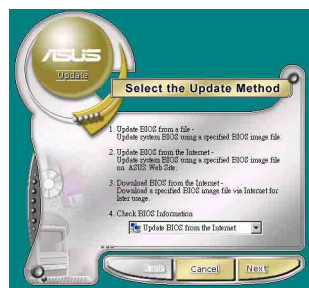 ASUS
Update
Select the Update Method
1. Update BIOS from a file -
Update system BIOS using a specified BIOS image file.
2. Update BIOS from the Internet -
Update system BIOS using a specified BIOS image file
on ASUS Web Site.
3. Download BIOS from the Internet -
Download a specified BIOS image file via Internet for
later usage.
4. Check BIOS Information
Update BIOS from the Internet
Cancel
Next